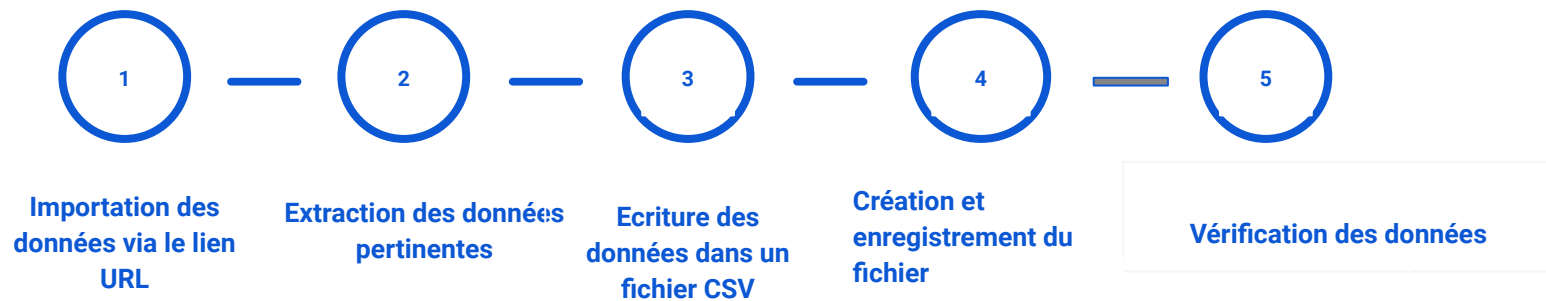 1
2
3
4
5
Importation des
données via le lien
URL
Extraction des données
pertinentes
Ecriture des
données dans un
fichier CSV
Création et
enregistrement du
fichier
Vérification des données